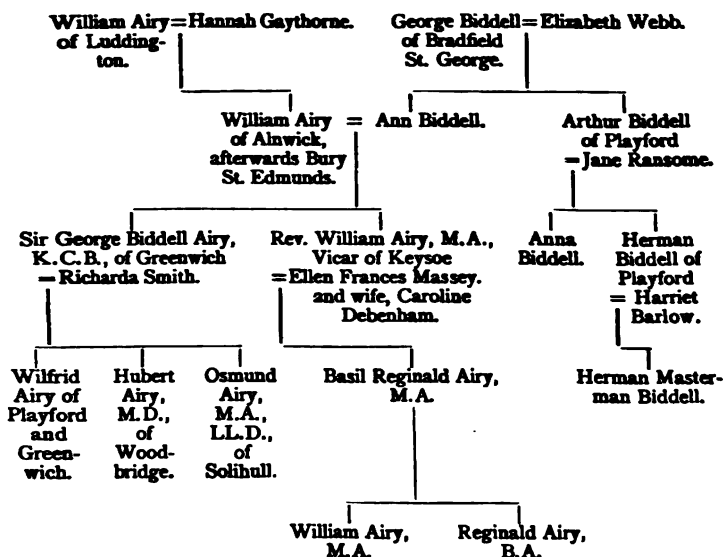 William Airy=Hannah Gaythorne.
of Ludding-
ton.
George Biddell=Elizabeth Webb.
of Bradfield
St. George.
William Airy = Ann Biddell.
of Alnwick,
afterwards Bury
St. Edmunds.
Arthur Biddell
of Playford
=Jane Ransome.
Sir George Biddell Airy,
K.C.B., of Greenwich
=Richarda Smith.
Rev. William Airy, M.A.,
Vicar of Keysoe
=Ellen Frances Massey.
and wife, Caroline
Debenham.
Anna
Biddell.
Herman
Biddell of
Playford
= Harriet
Barlow.
Wilfrid
Airy of
Playford
and
Green-
wich.
Hubert
Airy,
M.D.,
of
Wood-
bridge.
Osmund
Airy,
M.A.,
LL.D.,
of
Solihull.
Basil Reginald Airy,
M.A.
Herman Master-
man Biddell.
William Airy,
M.A.
Reginald Airy,
B.A.